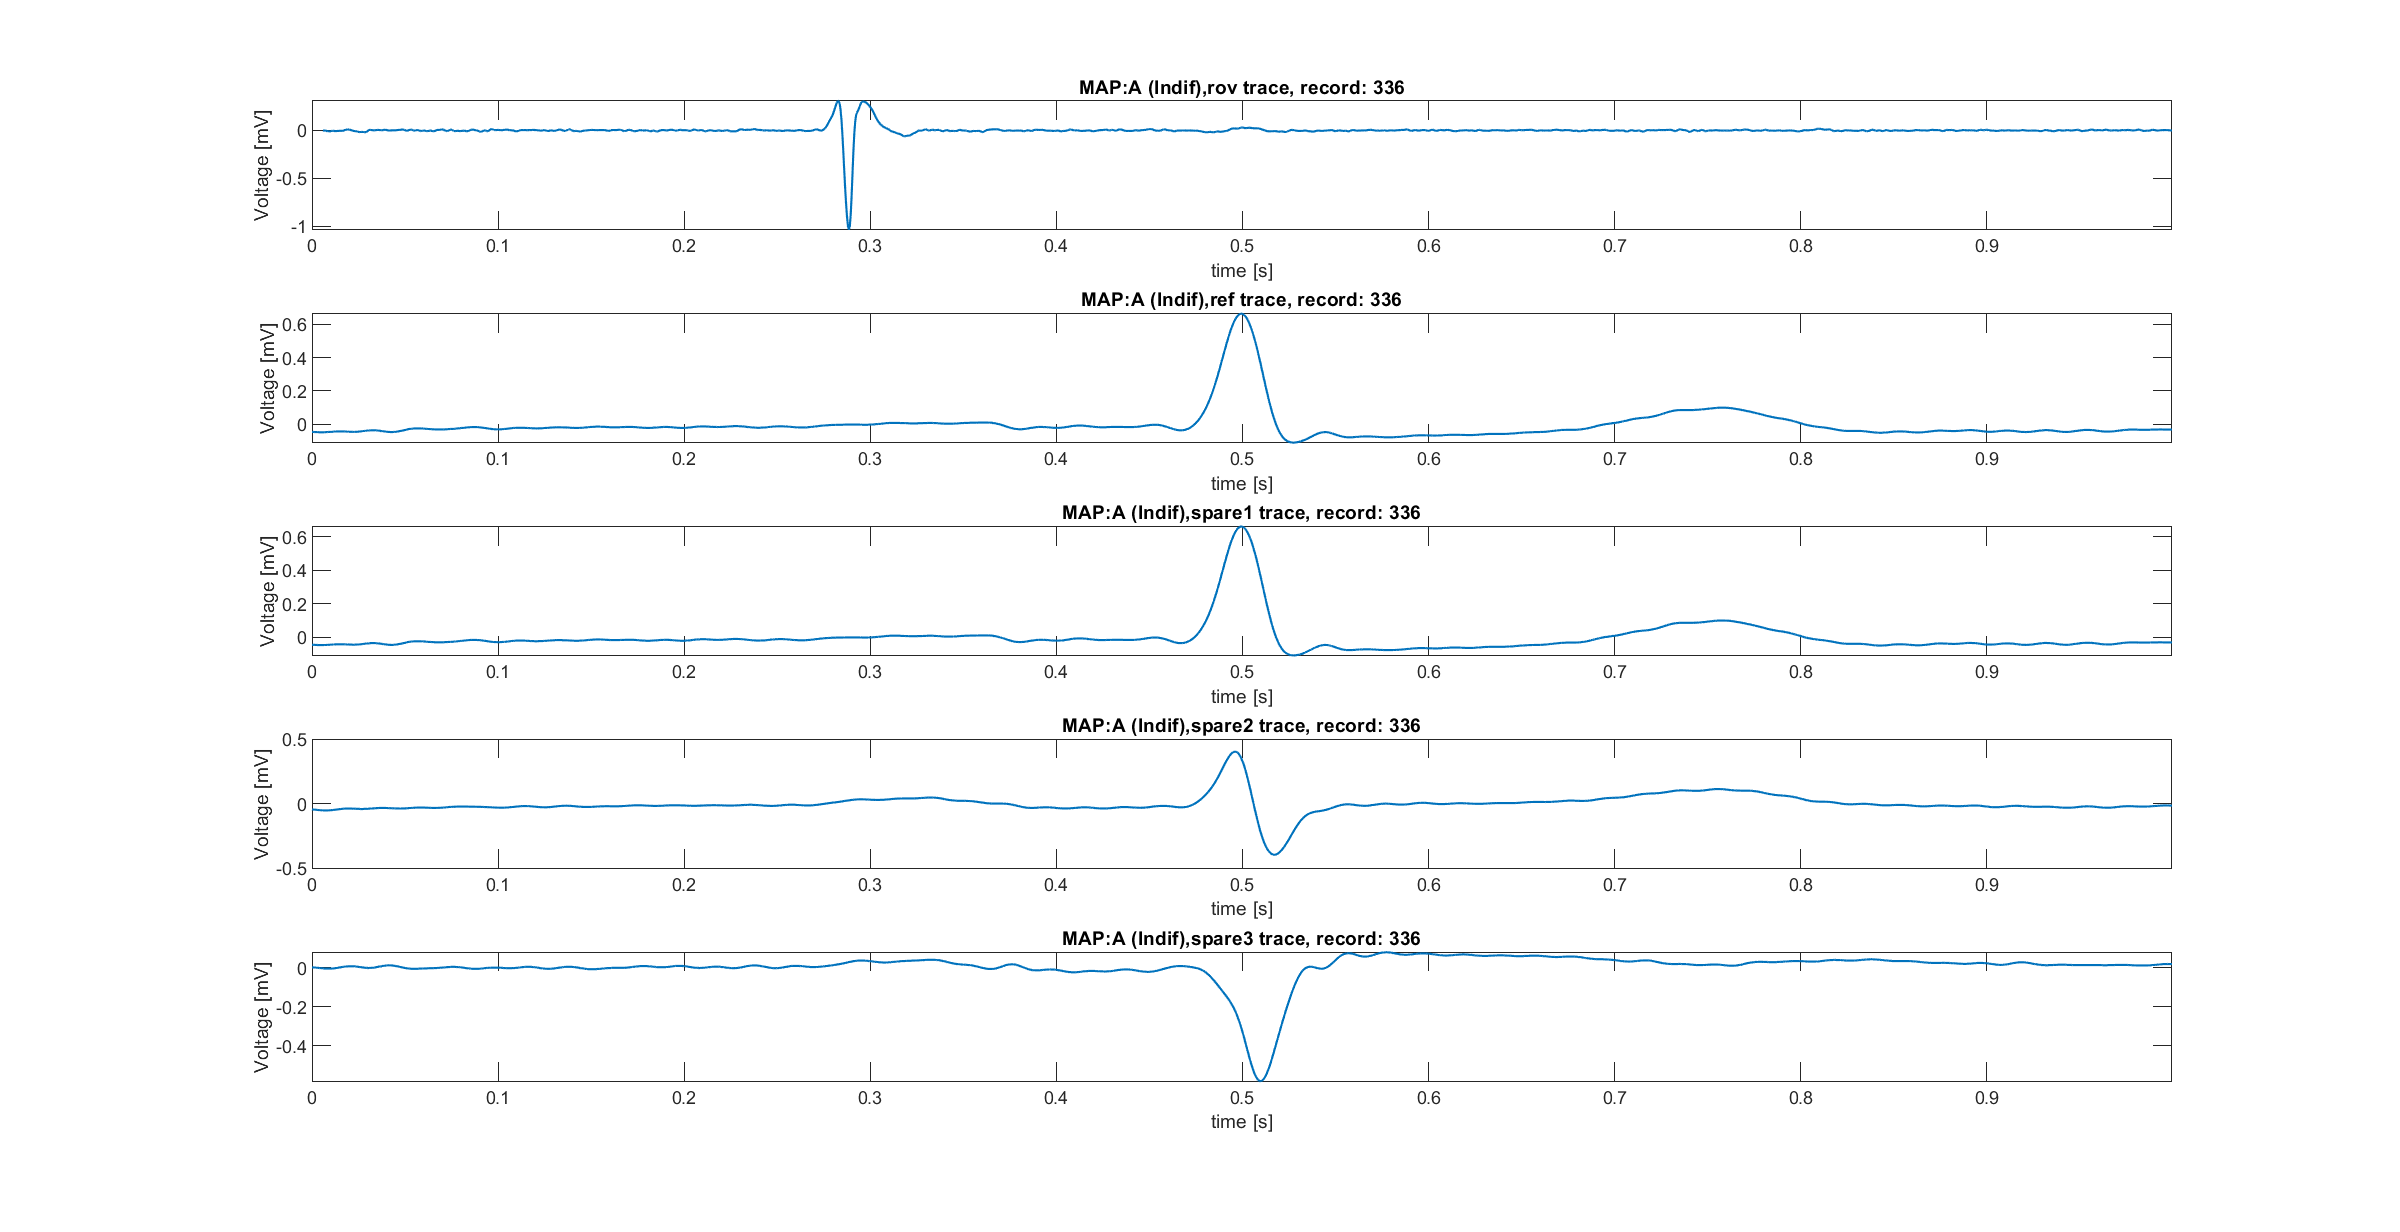 MAP:A (Indif),rov trace, record: 336
Voltage [mV]
0
-0.5
-1
0 0.1 0.2 0.3 0.4 0.5 0.6 0.7 0.8 0.9
time [s]
MAP:A (Indif),ref trace, record: 336
Voltage [mV]
0.6
0.4
0.2
0
0 0.1 0.2 0.3 0.4 0.5 0.6 0.7 0.8 0.9
time [s]
MAP:A (Indif),spare1 trace, record: 336
Voltage [mV]
0.6
0.4
0.2
0
0 0.1 0.2 0.3 0.4 0.5 0.6 0.7 0.8 0.9
time [s]
MAP:A (Indif),spare2 trace, record: 336
Voltage [mV]
0.5
0
-0.5
0 0.1 0.2 0.3 0.4 0.5 0.6 0.7 0.8 0.9
time [s]
MAP:A (Indif),spare3 trace, record: 336
Voltage [mV]
0
-0.2
-0.4
0 0.1 0.2 0.3 0.4 0.5 0.6 0.7 0.8 0.9
time [s]